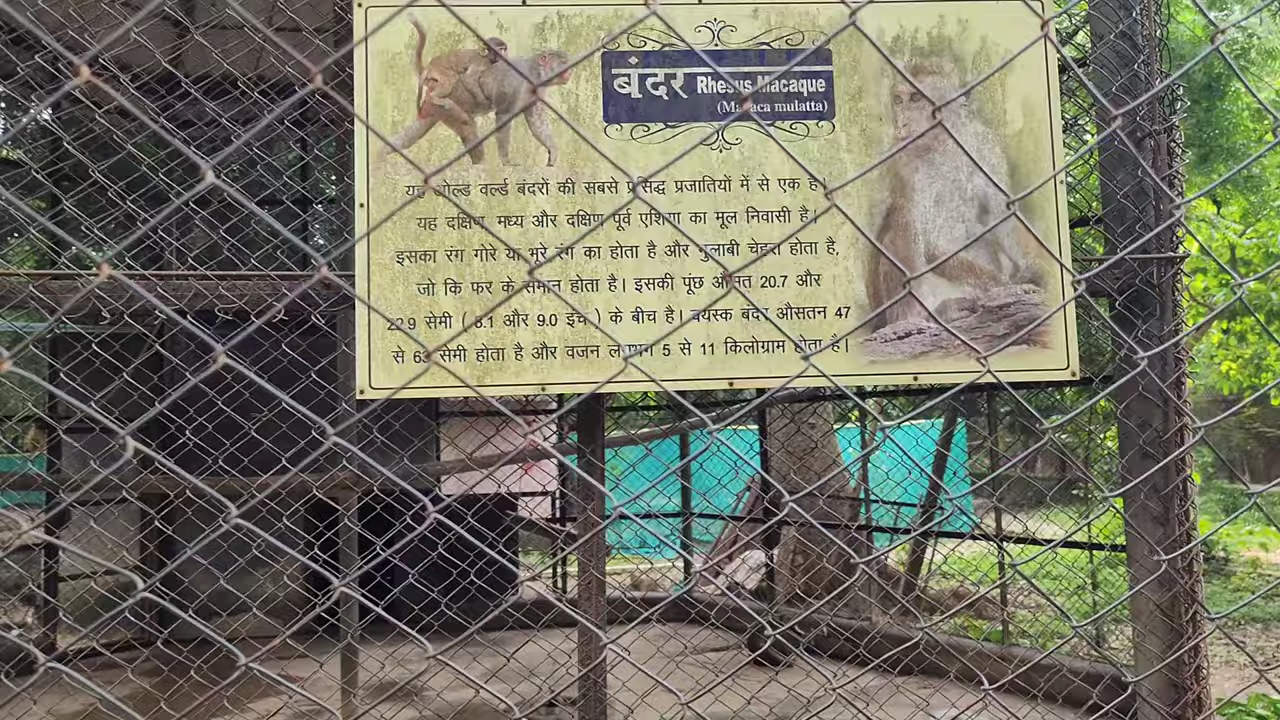 बंदर Rhesus Macaque
(Macaca mulatta)
यह ओल्ड वर्ल्ड बंदरों की सबसे प्रसिद्ध प्रजातियों में से एक है।
यह दक्षिण, मध्य और दक्षिण पूर्व एशिया का मूल निवासी है।
इसका रंग गोरे या भूरे रंग का होता है और गुलाबी चेहरा होता है,
जो कि फर के समान होता है। इसकी पूंछ औसत 20.7 और
22.9 सेमी ( 8.1 और 9.0 इंच ) के बीच है। वयस्क बंदर औसतन 47
से 63 सेमी होता है और वजन लगभग 5 से 11 किलोग्राम होता है।